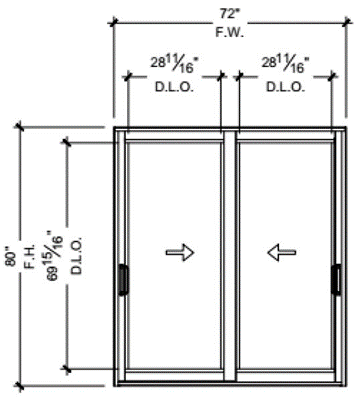 72"
F.W.
28 11/16" 28 11/16"
D.L.O. D.L.O.
80"
F.H.
69 15/16"
D.L.O.